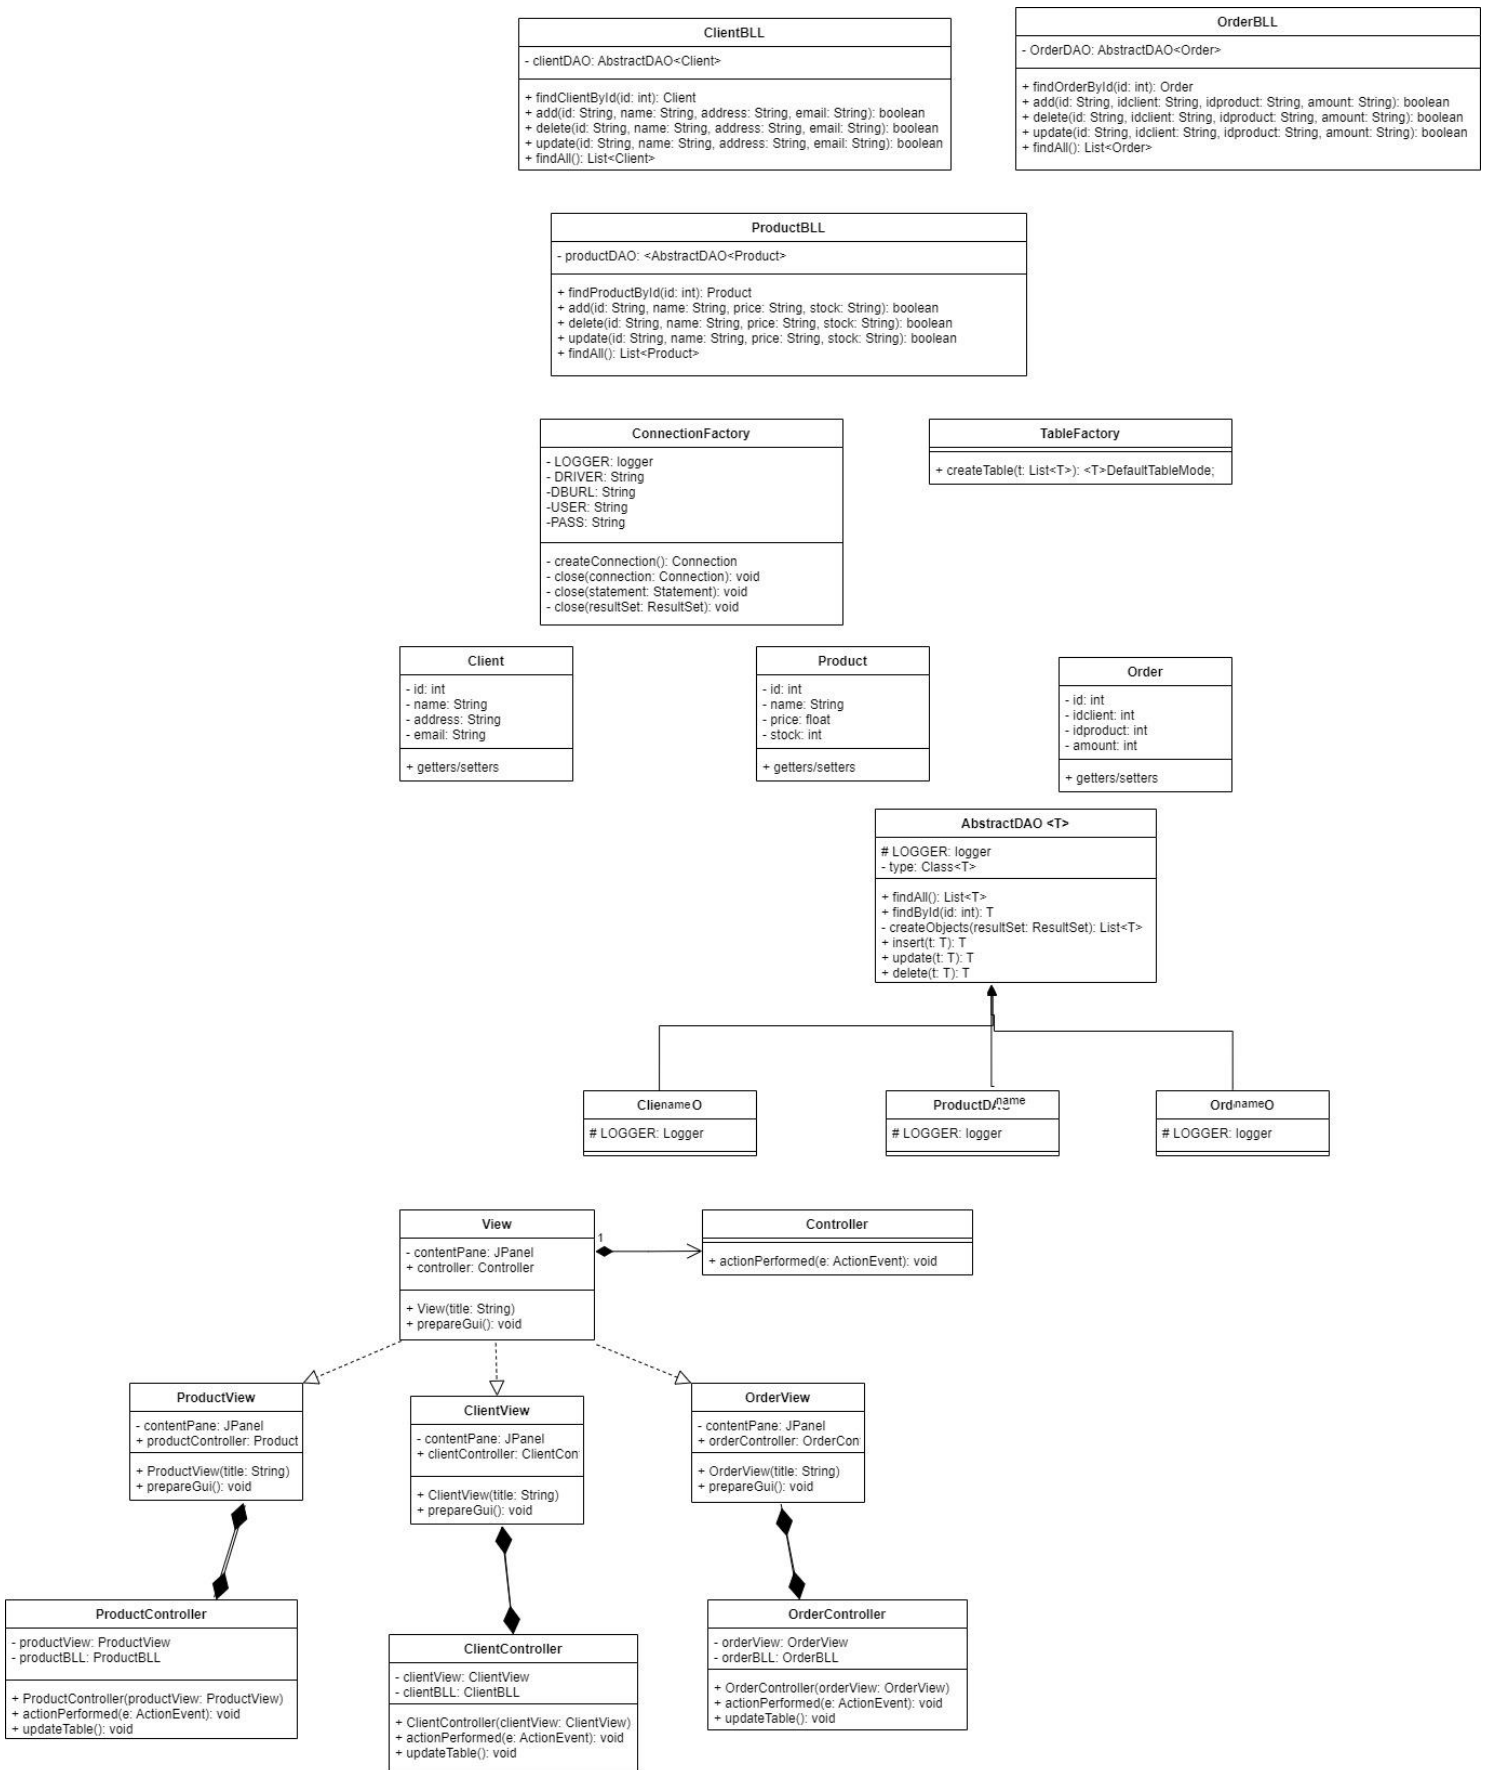 ClientBLL
- clientDAO: AbstractDAO<Client>
+ findClientById(id: int): Client
+ add(id: String, name: String, address: String, email: String): boolean
+ delete(id: String, name: String, address: String, email: String): boolean
+ update(id: String, name: String, address: String, email: String): boolean
+ findAll(): List<Client>
OrderBLL
- OrderDAO: AbstractDAO<Order>
+ findOrderById(id: int): Order
+ add(id: String, idclient: String, idproduct: String, amount: String): boolean
+ delete(id: String, idclient: String, idproduct: String, amount: String): boolean
+ update(id: String, idclient: String, idproduct: String, amount: String): boolean
+ findAll(): List<Order>
ProductBLL
- productDAO: <AbstractDAO<Product>
+ findProductById(id: int): Product
+ add(id: String, name: String, price: String, stock: String): boolean
+ delete(id: String, name: String, price: String, stock: String): boolean
+ update(id: String, name: String, price: String, stock: String): boolean
+ findAll(): List<Product>
ConnectionFactory
- LOGGER: logger
- DRIVER: String
-DBURL: String
-USER: String
-PASS: String
- createConnection(): Connection
- close(connection: Connection): void
- close(statement: Statement): void
- close(resultSet: ResultSet): void
TableFactory
+ createTable(t: List<T>): <T>DefaultTableMode;
Client
- id: int
- name: String
- address: String
- email: String
+ getters/setters
Product
- id: int
- name: String
- price: float
- stock: int
+ getters/setters
Order
- id: int
- idclient: int
- idproduct: int
- amount: int
+ getters/setters
AbstractDAO <T>
# LOGGER: logger
- type: Class<T>
+ findAll(): List<T>
+ findById(id: int): T
- createObjects(resultSet: ResultSet): List<T>
+ insert(t: T): T
+ update(t: T): T
+ delete(t: T): T
name
# LOGGER: Logger
name
# LOGGER: logger
name
# LOGGER: logger
View
- contentPane: JPanel
+ controller: Controller
+ View(title: String)
+ prepareGui(): void
1
Controller
+ actionPerformed(e: ActionEvent): void
ProductView
- contentPane: JPanel
+ productController: Product
+ ProductView(title: String)
+ prepareGui(): void
ClientView
- contentPane: JPanel
+ clientController: ClientCon
+ ClientView(title: String)
+ prepareGui(): void
OrderView
- contentPane: JPanel
+ orderController: OrderCon
+ OrderView(title: String)
+ prepareGui(): void
ProductController
- productView: ProductView
- productBLL: ProductBLL
+ ProductController(productView: ProductView)
+ actionPerformed(e: ActionEvent): void
+ updateTable(): void
ClientController
- clientView: ClientView
- clientBLL: ClientBLL
+ ClientController(clientView: ClientView)
+ actionPerformed(e: ActionEvent): void
+ updateTable(): void
OrderController
- orderView: OrderView
- orderBLL: OrderBLL
+ OrderController(orderView: OrderView)
+ actionPerformed(e: ActionEvent): void
+ updateTable(): void